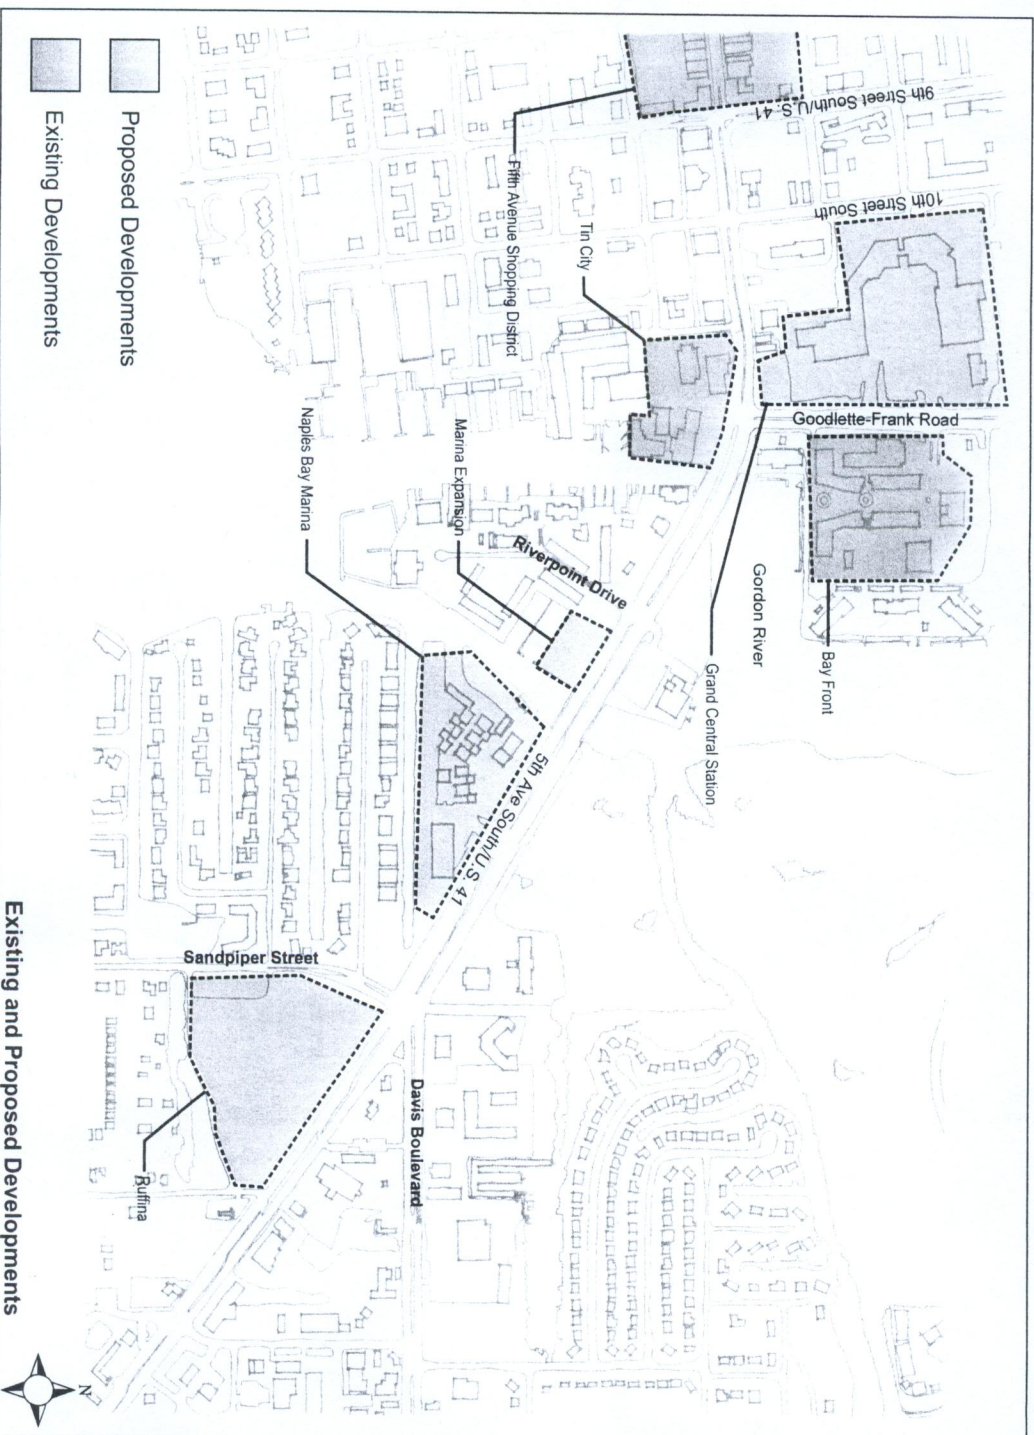 9th Street South/U.S. 41
10th Street South
Goodlette-Frank Road
Bay Front
Gordon River
Grand Central Station
Fifth Avenue Shopping District
Tin City
Marina Expansion
Riverpoint Drive
Naples Bay Marina
5th Ave South/U.S. 41
Davis Boulevard
Sandpiper Street
Ruffina
Proposed Developments
Existing Developments
Existing and Proposed Developments
N